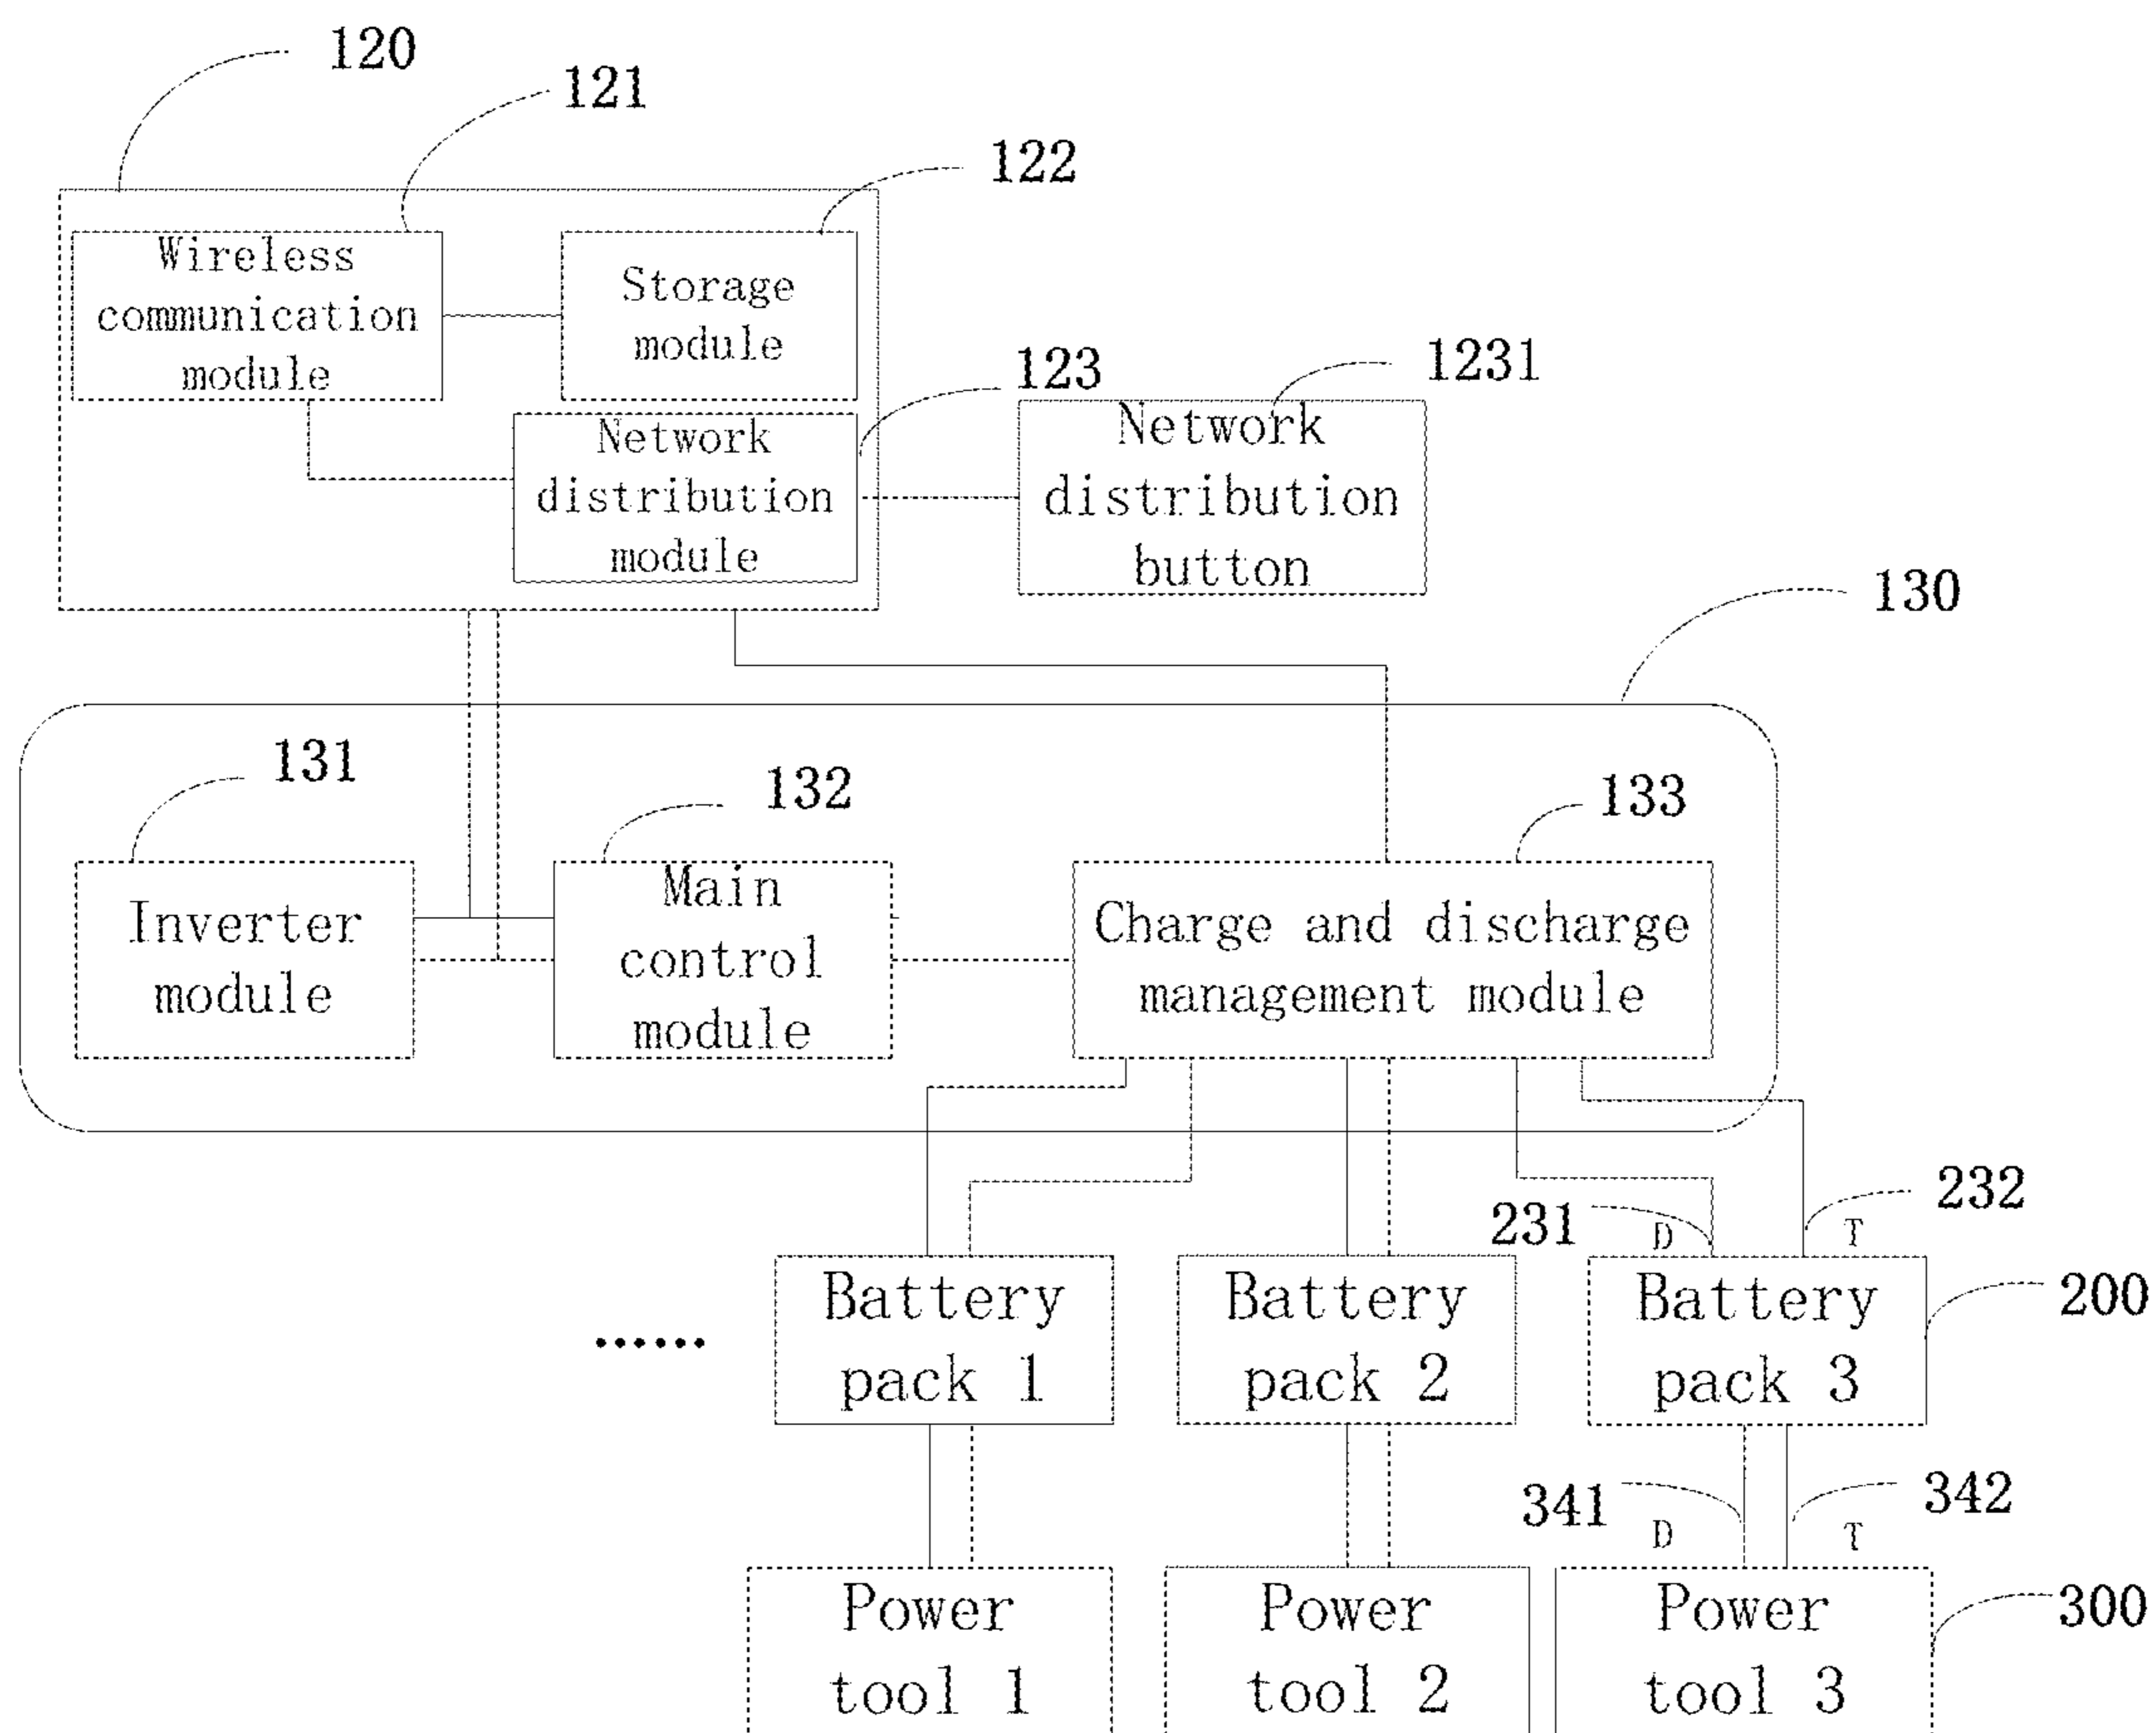 120
121
122
Wireless
communication
module
Storage
module
123
1231
Network
distribution
module
Network
distribution
button
130
131
132
133
Inverter
module
Main
control
module
Charge and discharge
management module
231
D
232
T
......
Battery
pack 1
Battery
pack 2
Battery
pack 3
200
341
D
342
T
Power
tool 1
Power
tool 2
Power
tool 3
300